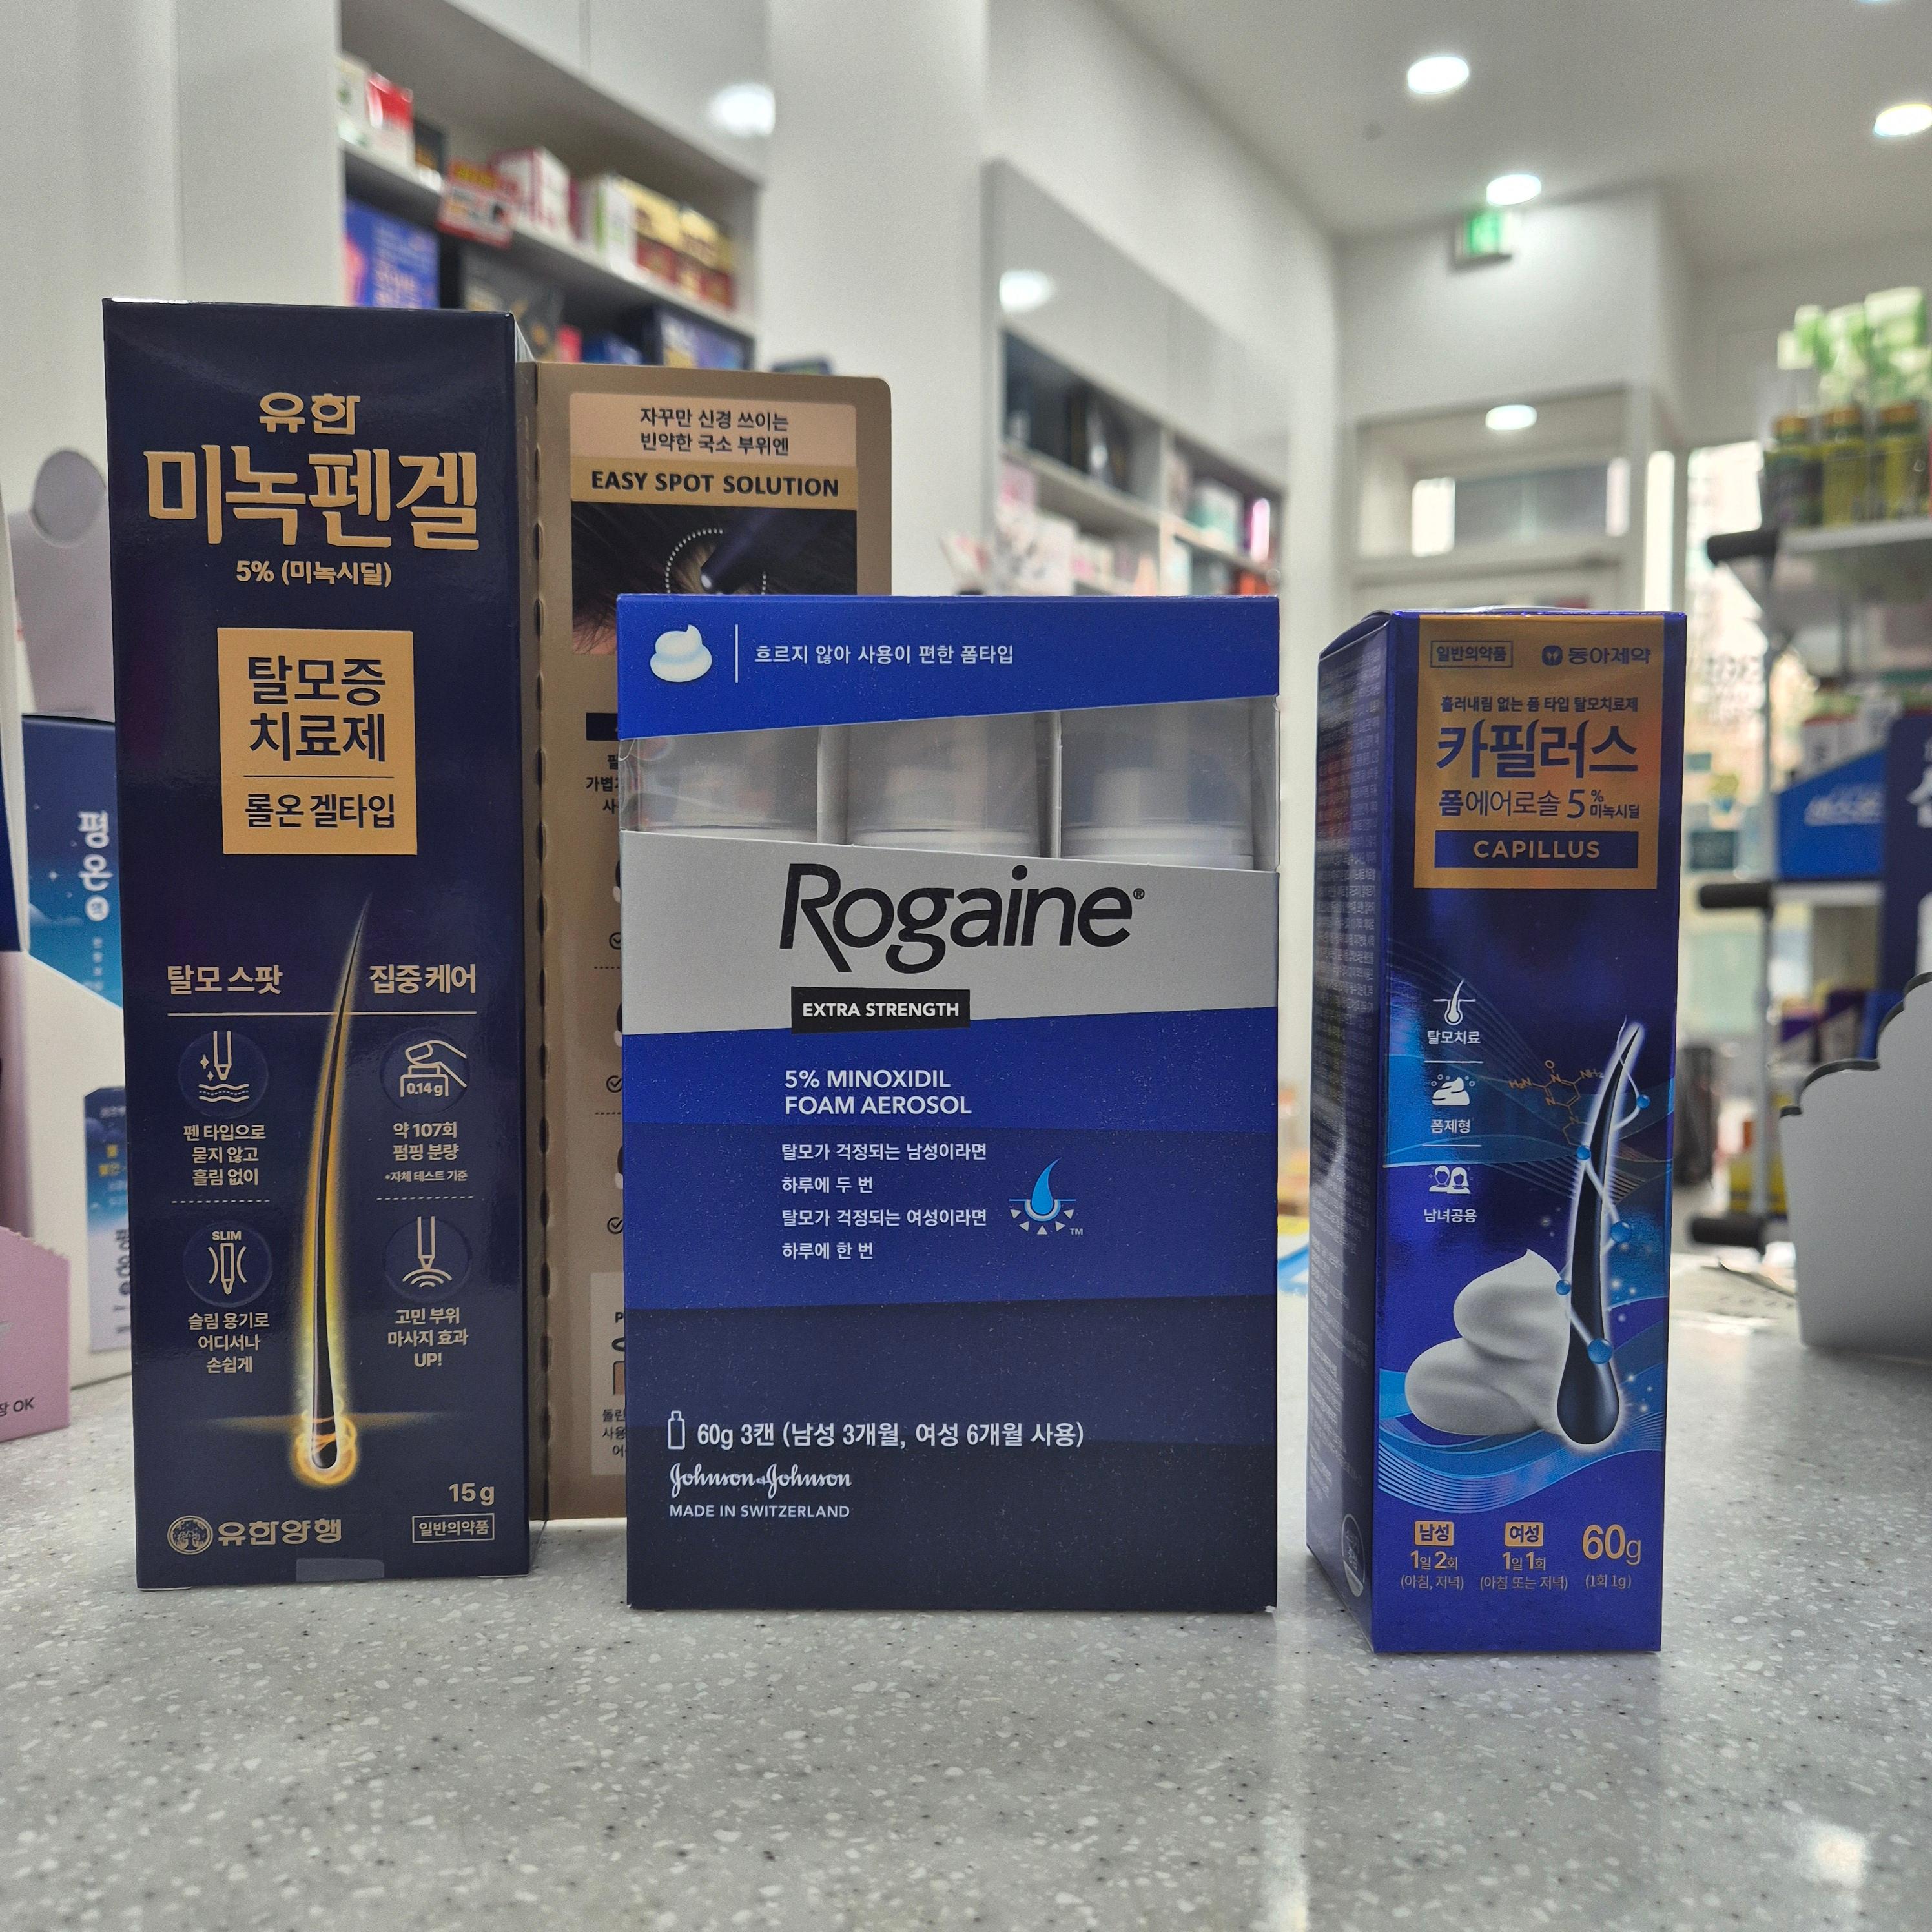 유한
미녹펜겔
5% (미녹시딜)
탈모증
치료제
롤온 겔타입
탈모 스팟
집중 케어
펜 타입으로
묻지 않고
흘림 없이
0.14g
약 107회
펌핑 분량
*자체 테스트 기준
SLIM
슬림 용기로
어디서나
손쉽게
고민 부위
마사지 효과
UP!
15g
유한양행
일반의약품
자꾸만 신경 쓰이는
빈약한 국소 부위엔
EASY SPOT SOLUTION
흐르지 않아 사용이 편한 폼타입
Rogaine®
EXTRA STRENGTH
5% MINOXIDIL
FOAM AEROSOL
탈모가 걱정되는 남성이라면
하루에 두 번
탈모가 걱정되는 여성이라면
하루에 한 번
TM
60g 3캔 (남성 3개월, 여성 6개월 사용)
Johnson&Johnson
MADE IN SWITZERLAND
일반의약품
동아제약
흘러내림 없는 폼 타입 탈모치료제
카필러스
폼에어로솔 5% 미녹시딜
CAPILLUS
탈모치료
폼제형
남녀공용
남성
1일 2회
(아침, 저녁)
여성
1일 1회
(아침 또는 저녁)
60g
(1회 1g)
평온
OK